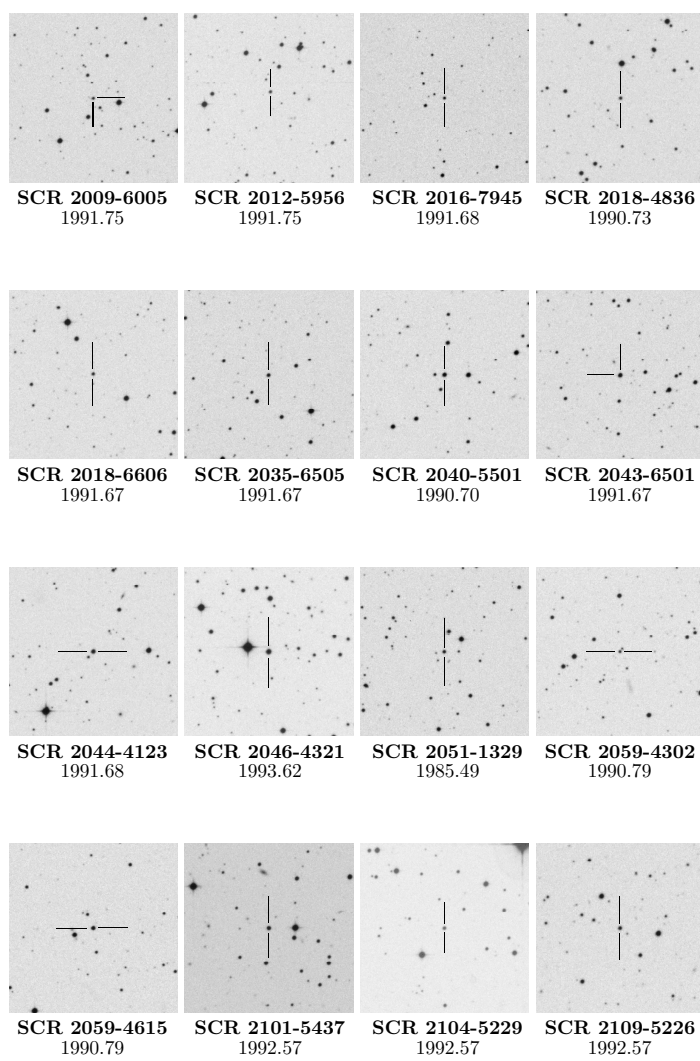 SCR 2009-6005 SCR 2012-5956 SCR 2016-7945 SCR 2018-4836
1991.75 1991.75 1991.68 1990.73
SCR 2018-6606 SCR 2035-6505 SCR 2040-5501 SCR 2043-6501
1991.67 1991.67 1990.70 1991.67
SCR 2044-4123 SCR 2046-4321 SCR 2051-1329 SCR 2059-4302
1991.68 1993.62 1985.49 1990.79
SCR 2059-4615 SCR 2101-5437 SCR 2104-5229 SCR 2109-5226
1990.79 1992.57 1992.57 1992.57